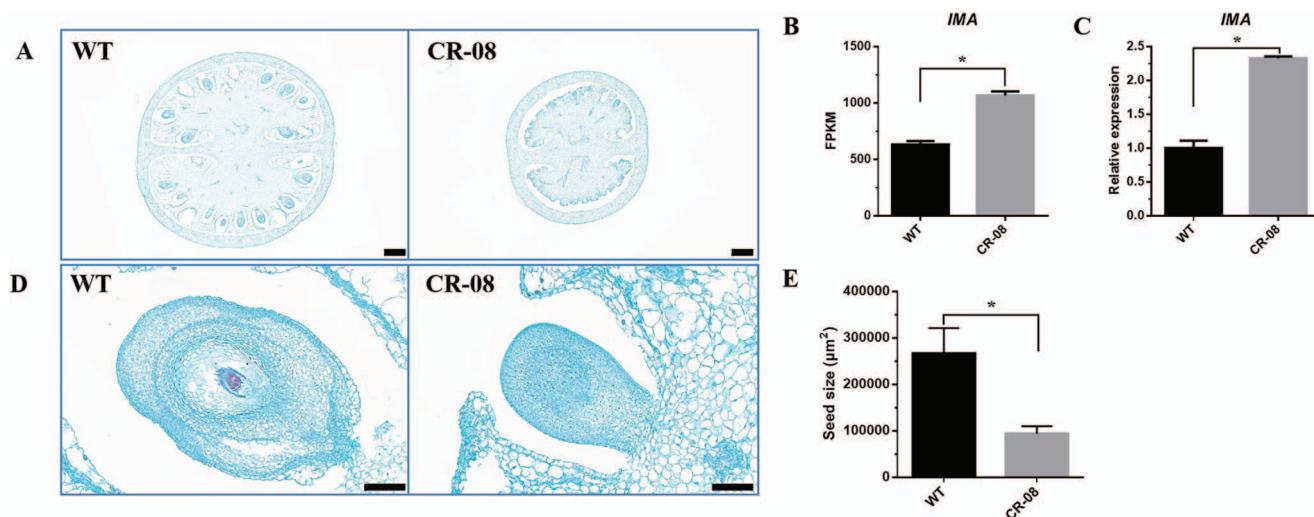 A
WT
CR-08
B
IMA
1500
1000
500
0
FPKM
*
WT
CR-08
C
IMA
2.5
2.0
1.5
1.0
0.5
0.0
Relative expression
*
WT
CR-08
D
WT
CR-08
E
400000
300000
200000
100000
0
Seed size (µm²)
*
WT
CR-08